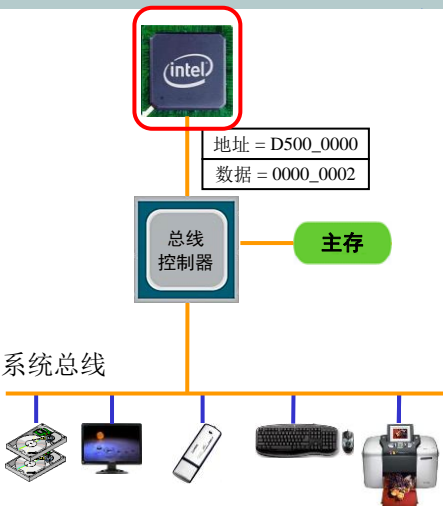 intel
地址 = D500_0000
数据 = 0000_0002
总线
控制器
主存
系统总线